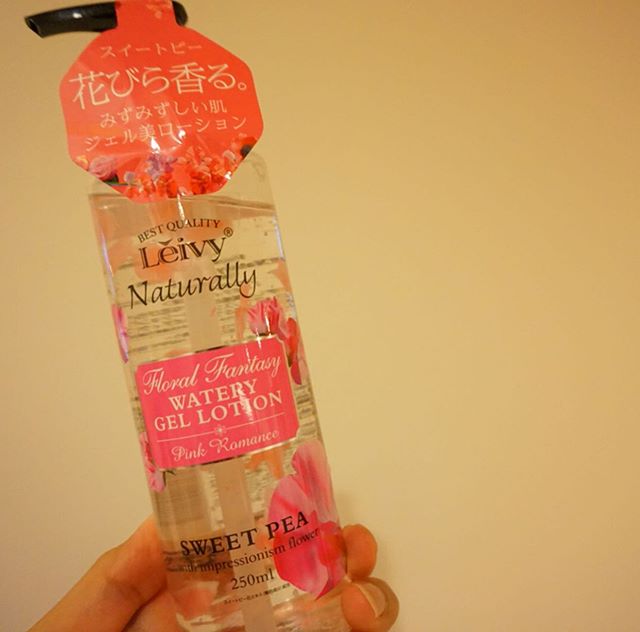 スイートピー
花びら香る。
みずみずしい肌
ジェル美ローション
BEST QUALITY
Leivy®
Naturally
Floral Fantasy
WATERY
GEL LOTION
Pink Romance
SWEET PEA
with impressionism flower
250ml